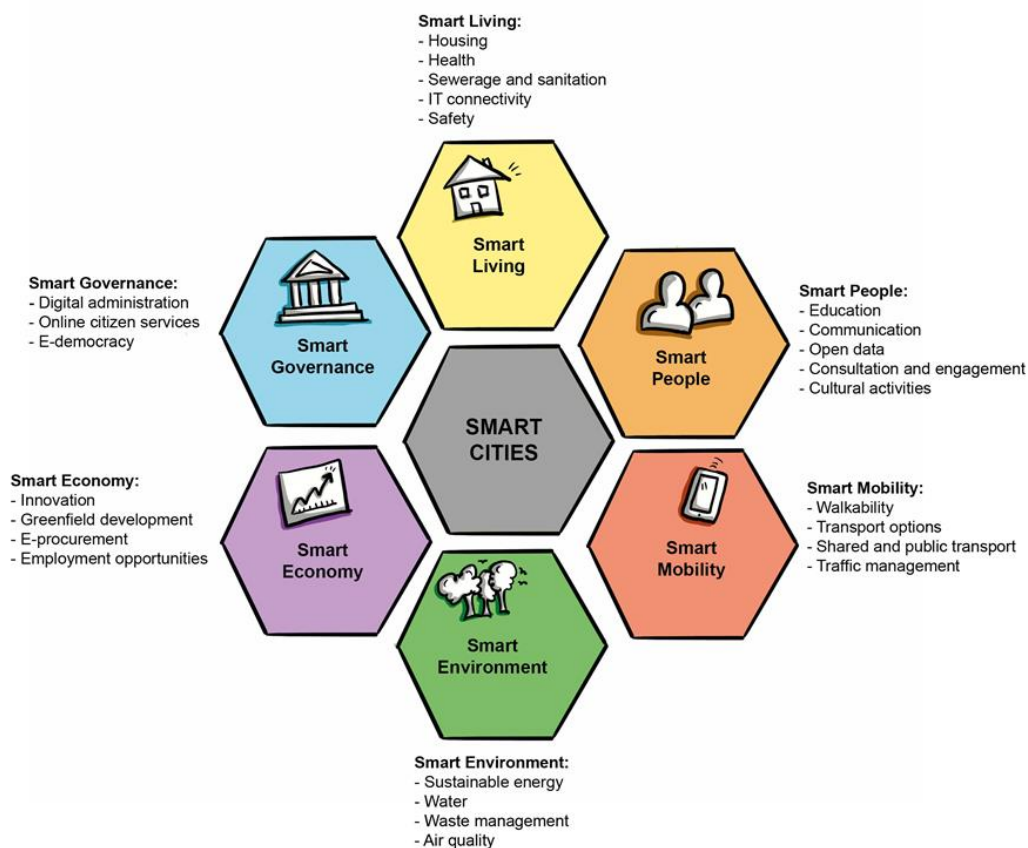 Smart Living:
- Housing
- Health
- Sewerage and sanitation
- IT connectivity
- Safety
Smart
Living
Smart Governance:
- Digital administration
- Online citizen services
- E-democracy
Smart
Governance
Smart
People
Smart People:
- Education
- Communication
- Open data
- Consultation and engagement
- Cultural activities
SMART
CITIES
Smart Economy:
- Innovation
- Greenfield development
- E-procurement
- Employment opportunities
Smart
Economy
Smart
Mobility
Smart Mobility:
- Walkability
- Transport options
- Shared and public transport
- Traffic management
Smart
Environment
Smart Environment:
- Sustainable energy
- Water
- Waste management
- Air quality